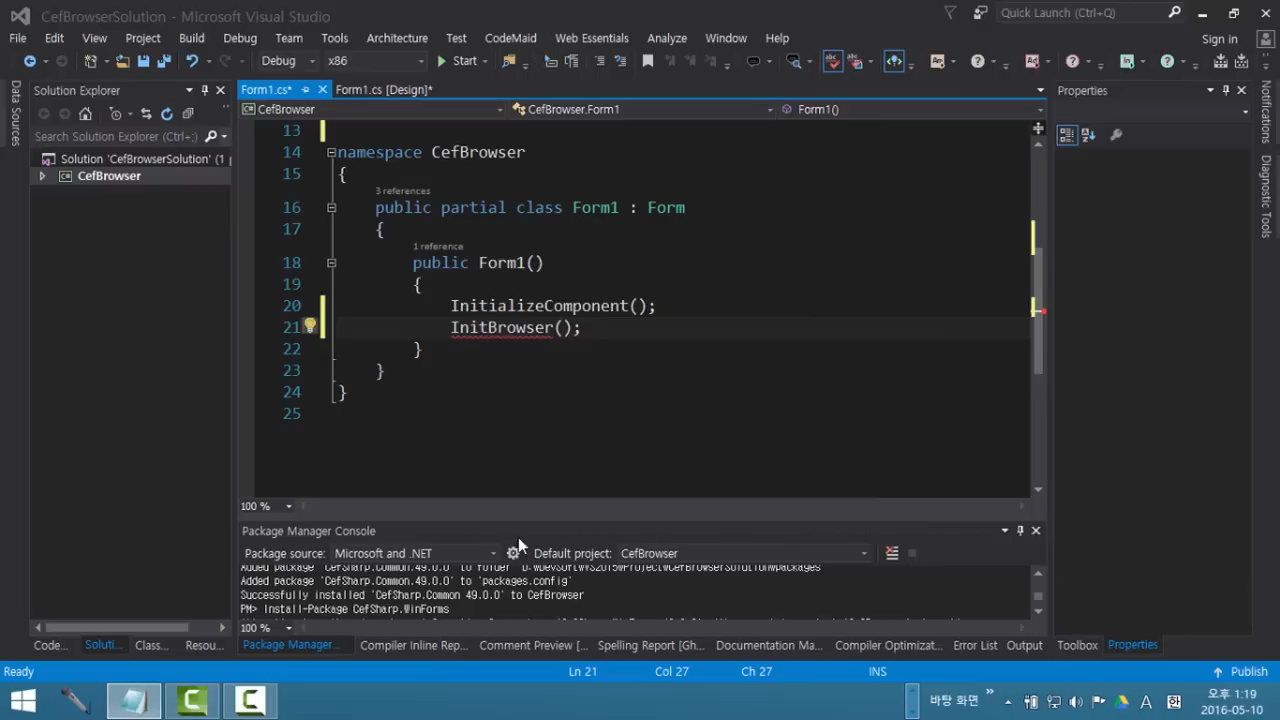 CefBrowserSolution - Microsoft Visual Studio
Quick Launch (Ctrl+Q)
File Edit View Project Build Debug Team Tools Architecture Test CodeMaid Web Essentials Analyze Window Help
Sign in
Debug x86 Start
Data Sources
Solution Explorer
Search Solution Explorer (Ctrl+;)
Solution 'CefBrowserSolution' (1 p
CefBrowser
Form1.cs* Form1.cs [Design]*
CefBrowser CefBrowser.Form1 Form1()
13
14 namespace CefBrowser
15 {
3 references
16 public partial class Form1 : Form
17 {
1 reference
18 public Form1()
19 {
20 InitializeComponent();
21 InitBrowser();
22 }
23 }
24 }
25
100 %
Properties
Notifications
Diagnostic Tools
Package Manager Console
Package source: Microsoft and .NET Default project: CefBrowser
Added package 'CefSharp.Common.49.0.0' to 'packages.config'
Successfully installed 'CefSharp.Common 49.0.0' to CefBrowser
PM> Install-Package CefSharp.WinForms
100 %
Code... Soluti... Class... Resou...
Package Manager... Compiler Inline Rep... Comment Preview [... Spelling Report [Gh... Documentation Ma... Compiler Optimizat... Error List Output
Toolbox Properties
Ready Ln 21 Col 27 Ch 27 INS Publish
바탕 화면 A 한
오후 1:19
2016-05-10